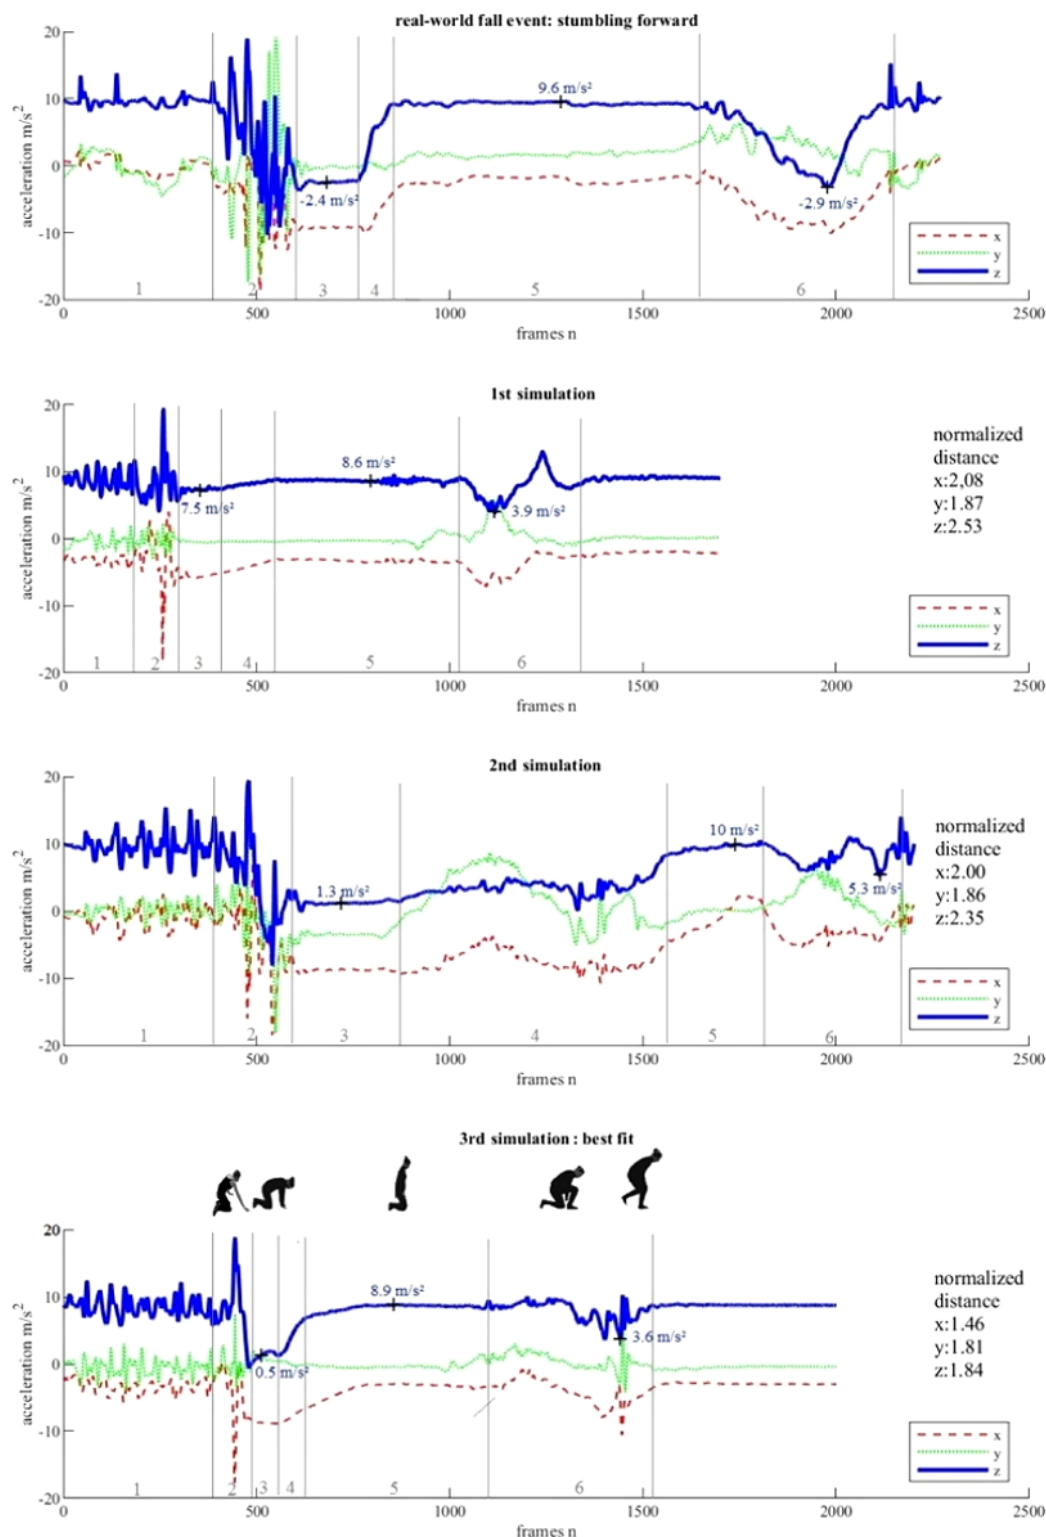 real-world fall event: stumbling forward
20
10
0
-10
-20
acceleration m/s²
9.6 m/s²
-2.4 m/s²
-2.9 m/s²
1 2 3 4 5 6
x
y
z
0 500 1000 1500 2000 2500
frames n
1st simulation
20
10
0
-10
-20
acceleration m/s²
8.6 m/s²
7.5 m/s²
3.9 m/s²
normalized
distance
x:2,08
y:1.87
z:2.53
1 2 3 4 5 6
x
y
z
0 500 1000 1500 2000 2500
frames n
2nd simulation
20
10
0
-10
-20
acceleration m/s²
10 m/s²
1.3 m/s²
5.3 m/s²
normalized
distance
x:2.00
y:1.86
z:2.35
1 2 3 4 5 6
x
y
z
0 500 1000 1500 2000 2500
frames n
3rd simulation : best fit
20
10
0
-10
-20
acceleration m/s²
8.9 m/s²
0.5 m/s²
3.6 m/s²
normalized
distance
x:1.46
y:1.81
z:1.84
1 2 3 4 5 6
x
y
z
0 500 1000 1500 2000 2500
frames n